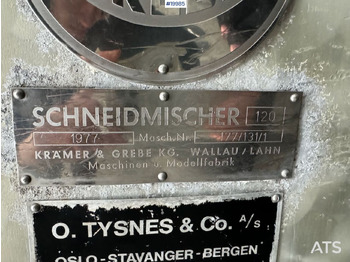 #19985
SCHNEIDMISCHER 120
1977 Masch.Nr. 177/131/1
KRÄMER & GREBE KG. WALLAU/LAHN
Maschinen u. Modellfabrik
O. TYSNES & Co. A/S
OSLO-STAVANGER-BERGEN
ATS